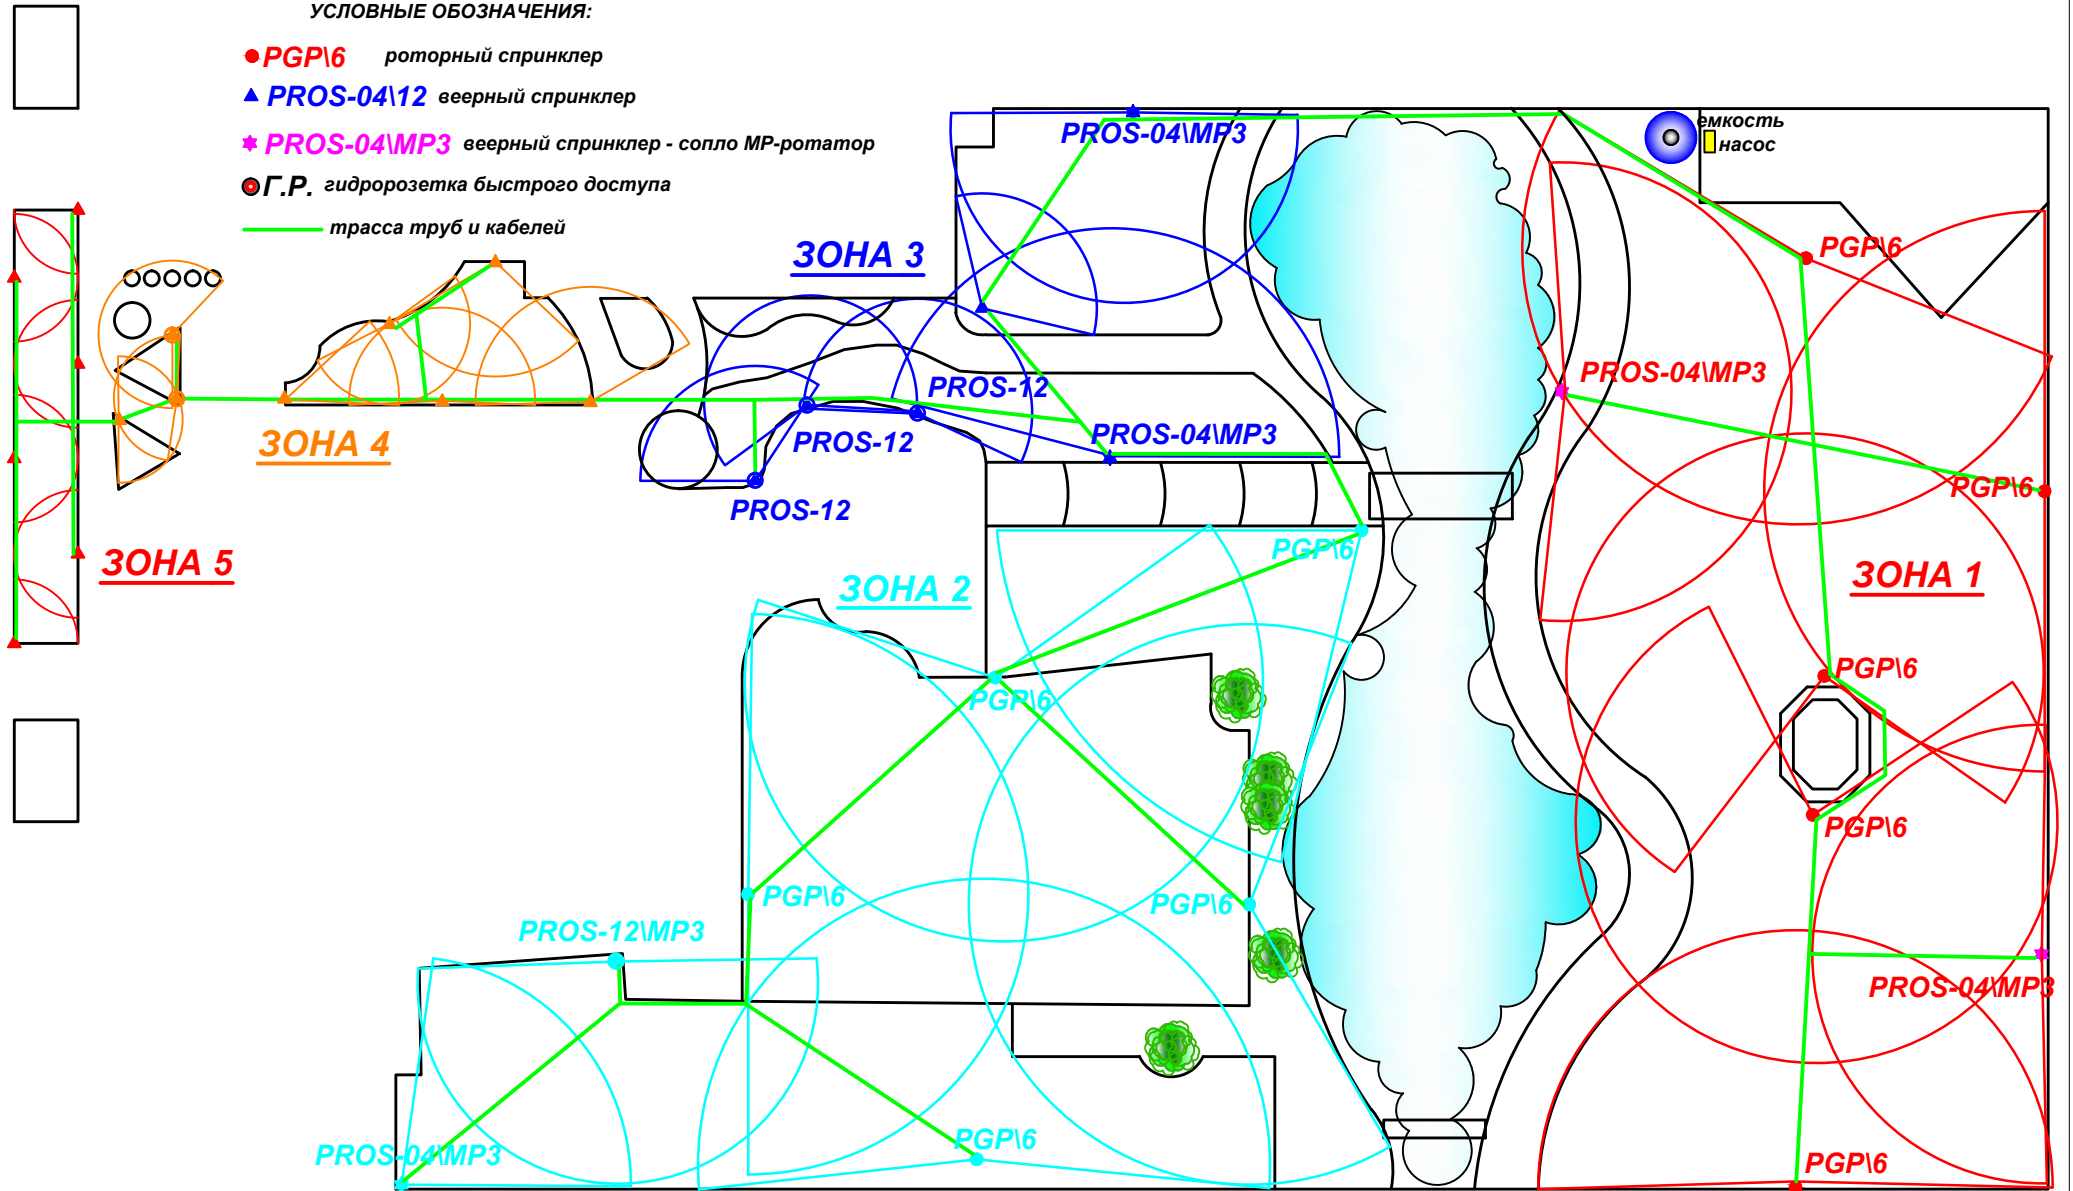 УСЛОВНЫЕ ОБОЗНАЧЕНИЯ:
PGP\6 роторный спринклер
PROS-04\12 веерный спринклер
PROS-04\MP3 веерный спринклер - сопло МР-ротатор
Г.Р. гидророзетка быстрого доступа
трасса труб и кабелей
емкость
насос
PROS-04\MP3
ЗОНА 3
PGP\6
PROS-04\MP3
PROS-12
PROS-12
PROS-04\MP3
ЗОНА 4
PGP\6
PROS-12
PGP\6
ЗОНА 5
ЗОНА 2
ЗОНА 1
PGP\6
PGP\6
PGP\6
PGP\6
PGP\6
PROS-12\MP3
PROS-04\MP3
PGP\6
PROS-04\MP3
PGP\6